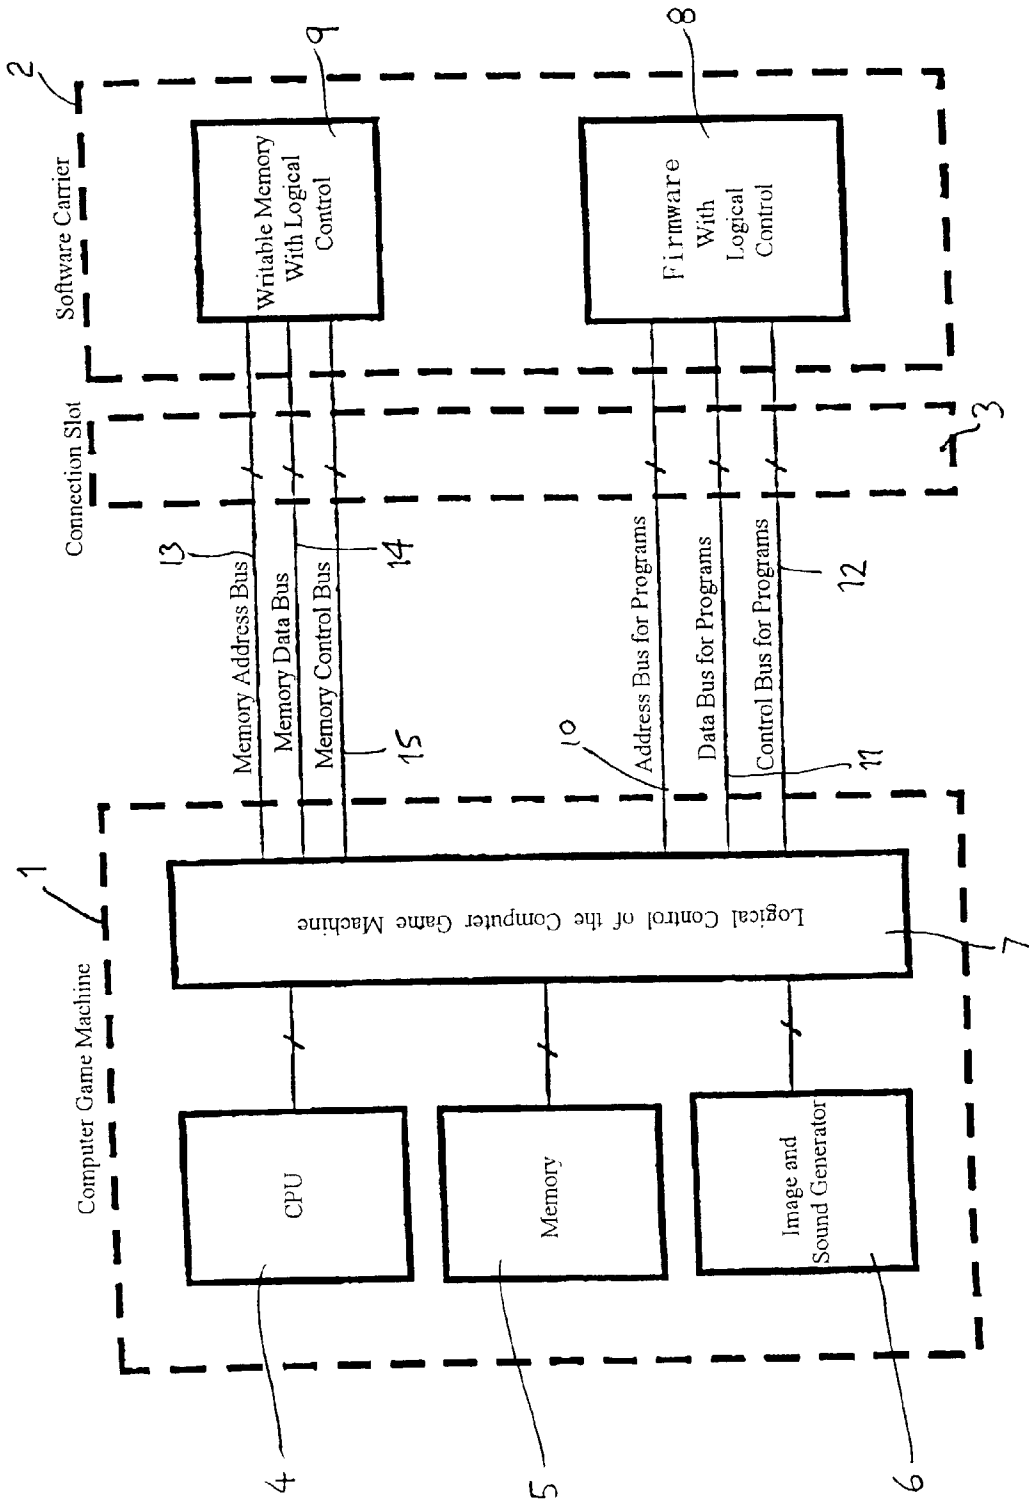 Computer Game Machine
1
Connection Slot
Software Carrier
2
CPU
4
Memory
5
Image and
Sound Generator
6
Logical Control of the Computer Game Machine
7
Memory Address Bus
13
Memory Data Bus
14
Memory Control Bus
15
10
Address Bus for Programs
Data Bus for Programs
11
Control Bus for Programs
12
3
Writable Memory
With Logical
Control
9
Firmware
With
Logical
Control
8